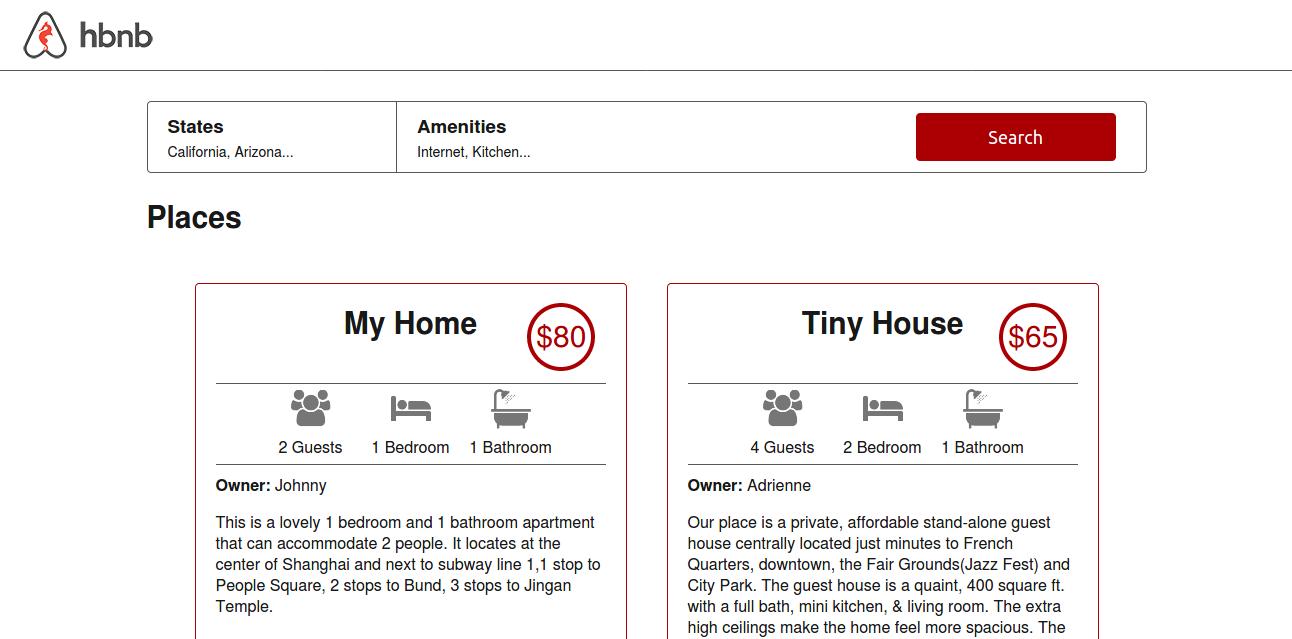 hbnb
States
California, Arizona...
Amenities
Internet, Kitchen...
Search
Places
My Home
$80
2 Guests
1 Bedroom
1 Bathroom
Owner: Johnny
This is a lovely 1 bedroom and 1 bathroom apartment
that can accommodate 2 people. It locates at the
center of Shanghai and next to subway line 1,1 stop to
People Square, 2 stops to Bund, 3 stops to Jingan
Temple.
Tiny House
$65
4 Guests
2 Bedroom
1 Bathroom
Owner: Adrienne
Our place is a private, affordable stand-alone guest
house centrally located just minutes to French
Quarters, downtown, the Fair Grounds(Jazz Fest) and
City Park. The guest house is a quaint, 400 square ft.
with a full bath, mini kitchen, & living room. The extra
high ceilings make the home feel more spacious. The